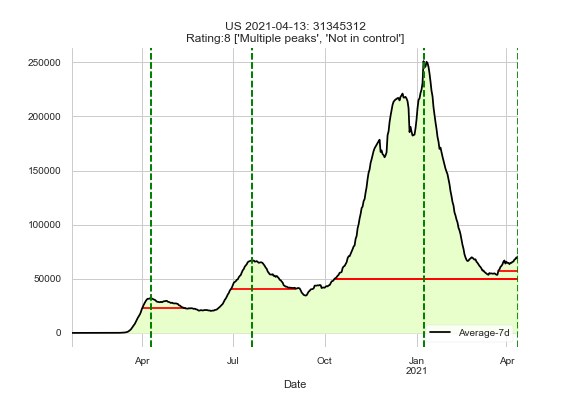 US 2021-04-13: 31345312
Rating:8 ['Multiple peaks', 'Not in control']
250000
200000
150000
100000
50000
0
Average-7d
Apr
Jul
Oct
Jan
2021
Apr
Date